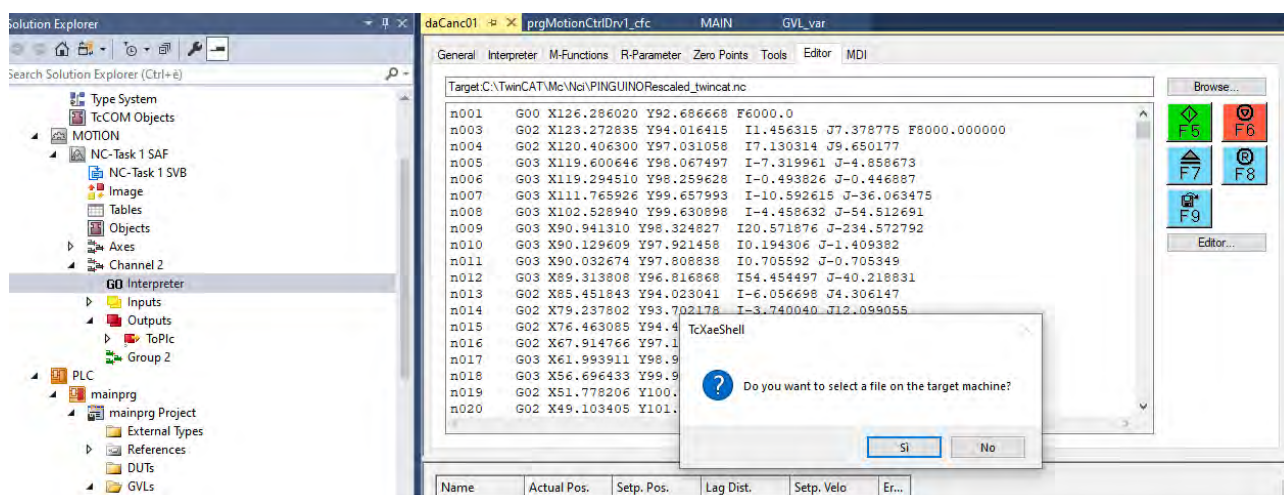 Solution Explorer
Search Solution Explorer (Ctrl+è)
Type System
TcCOM Objects
MOTION
NC-Task 1 SAF
NC-Task 1 SVB
Image
Tables
Objects
Axes
Channel 2
GO Interpreter
Inputs
Outputs
ToPlc
Group 2
PLC
mainprg
mainprg Project
External Types
References
DUTs
GVLs
daCanc01 prgMotionCtrlDrv1_cfc MAIN GVL_var
General Interpreter M-Functions R-Parameter Zero Points Tools Editor MDI
Target:C:\TwinCAT\Mc\Nci\PINGUINORescaled_twincat.nc
Browse...
n001 G00 X126.286020 Y92.686668 F6000.0
n003 G02 X123.272835 Y94.016415 I1.456315 J7.378775 F8000.000000
n004 G02 X120.406300 Y97.031058 I7.130314 J9.650177
n005 G03 X119.600646 Y98.067497 I-7.319961 J-4.858673
n006 G03 X119.294510 Y98.259628 I-0.493826 J-0.446887
n007 G03 X111.765926 Y99.657993 I-10.592615 J-36.063475
n008 G03 X102.528940 Y99.630898 I-4.458632 J-54.512691
n009 G03 X90.941310 Y98.324827 I20.571876 J-234.572792
n010 G03 X90.129609 Y97.921458 I0.194306 J-1.409382
n011 G03 X90.032674 Y97.808838 I0.705592 J-0.705349
n012 G03 X89.313808 Y96.816868 I54.454497 J-40.218831
n013 G02 X85.451843 Y94.023041 I-6.056698 J4.306147
n014 G02 X79.237802 Y93.702178 I-3.740040 J12.099055
n015 G02 X76.463085 Y94.4
n016 G02 X67.914766 Y97.1
n017 G03 X61.993911 Y98.9
n018 G03 X56.696433 Y99.9
n019 G02 X51.778206 Y100.
n020 G02 X49.103405 Y101.
F5 F6
F7 F8
F9
Editor...
TcXaeShell
Do you want to select a file on the target machine?
Sì No
Name Actual Pos. Setp. Pos. Lag Dist. Setp. Velo Er...